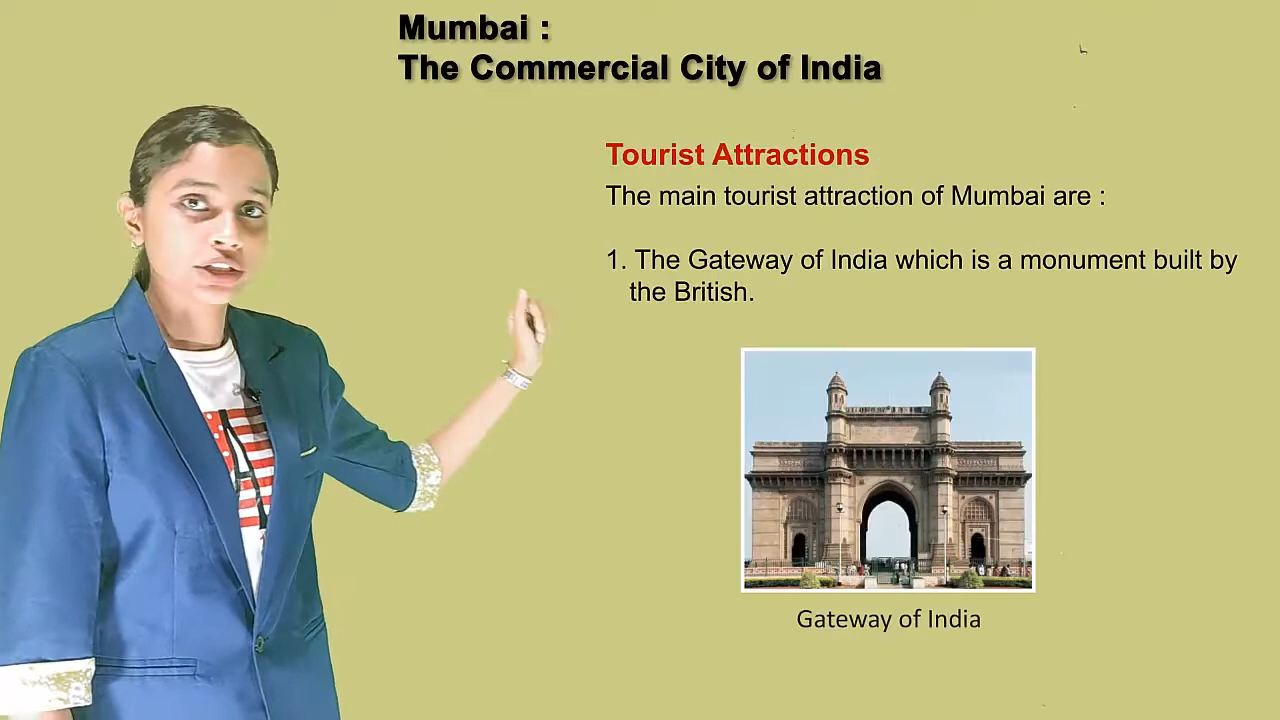 Mumbai :
The Commercial City of India
Tourist Attractions
The main tourist attraction of Mumbai are :
1. The Gateway of India which is a monument built by
the British.
Gateway of India